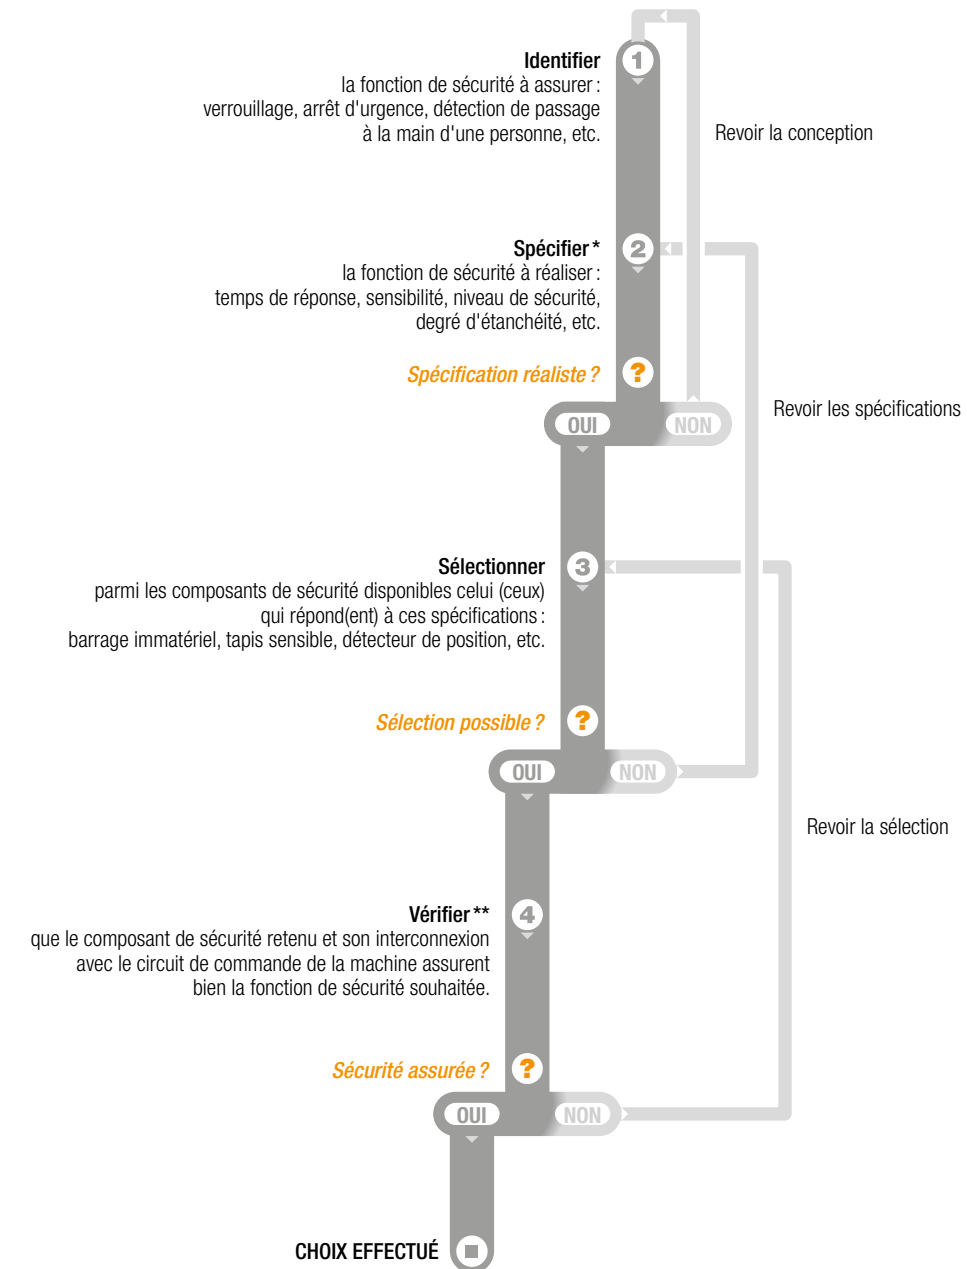 Identifier
1
la fonction de sécurité à assurer :
verrouillage, arrêt d'urgence, détection de passage
à la main d'une personne, etc.
Revoir la conception
Spécifier *
2
la fonction de sécurité à réaliser :
temps de réponse, sensibilité, niveau de sécurité,
degré d'étanchéité, etc.
Spécification réaliste ?
?
Revoir les spécifications
OUI
NON
Sélectionner
3
parmi les composants de sécurité disponibles celui (ceux)
qui répond(ent) à ces spécifications :
barrage immatériel, tapis sensible, détecteur de position, etc.
Sélection possible ?
?
OUI
NON
Revoir la sélection
Vérifier **
4
que le composant de sécurité retenu et son interconnexion
avec le circuit de commande de la machine assurent
bien la fonction de sécurité souhaitée.
Sécurité assurée ?
?
OUI
NON
CHOIX EFFECTUÉ